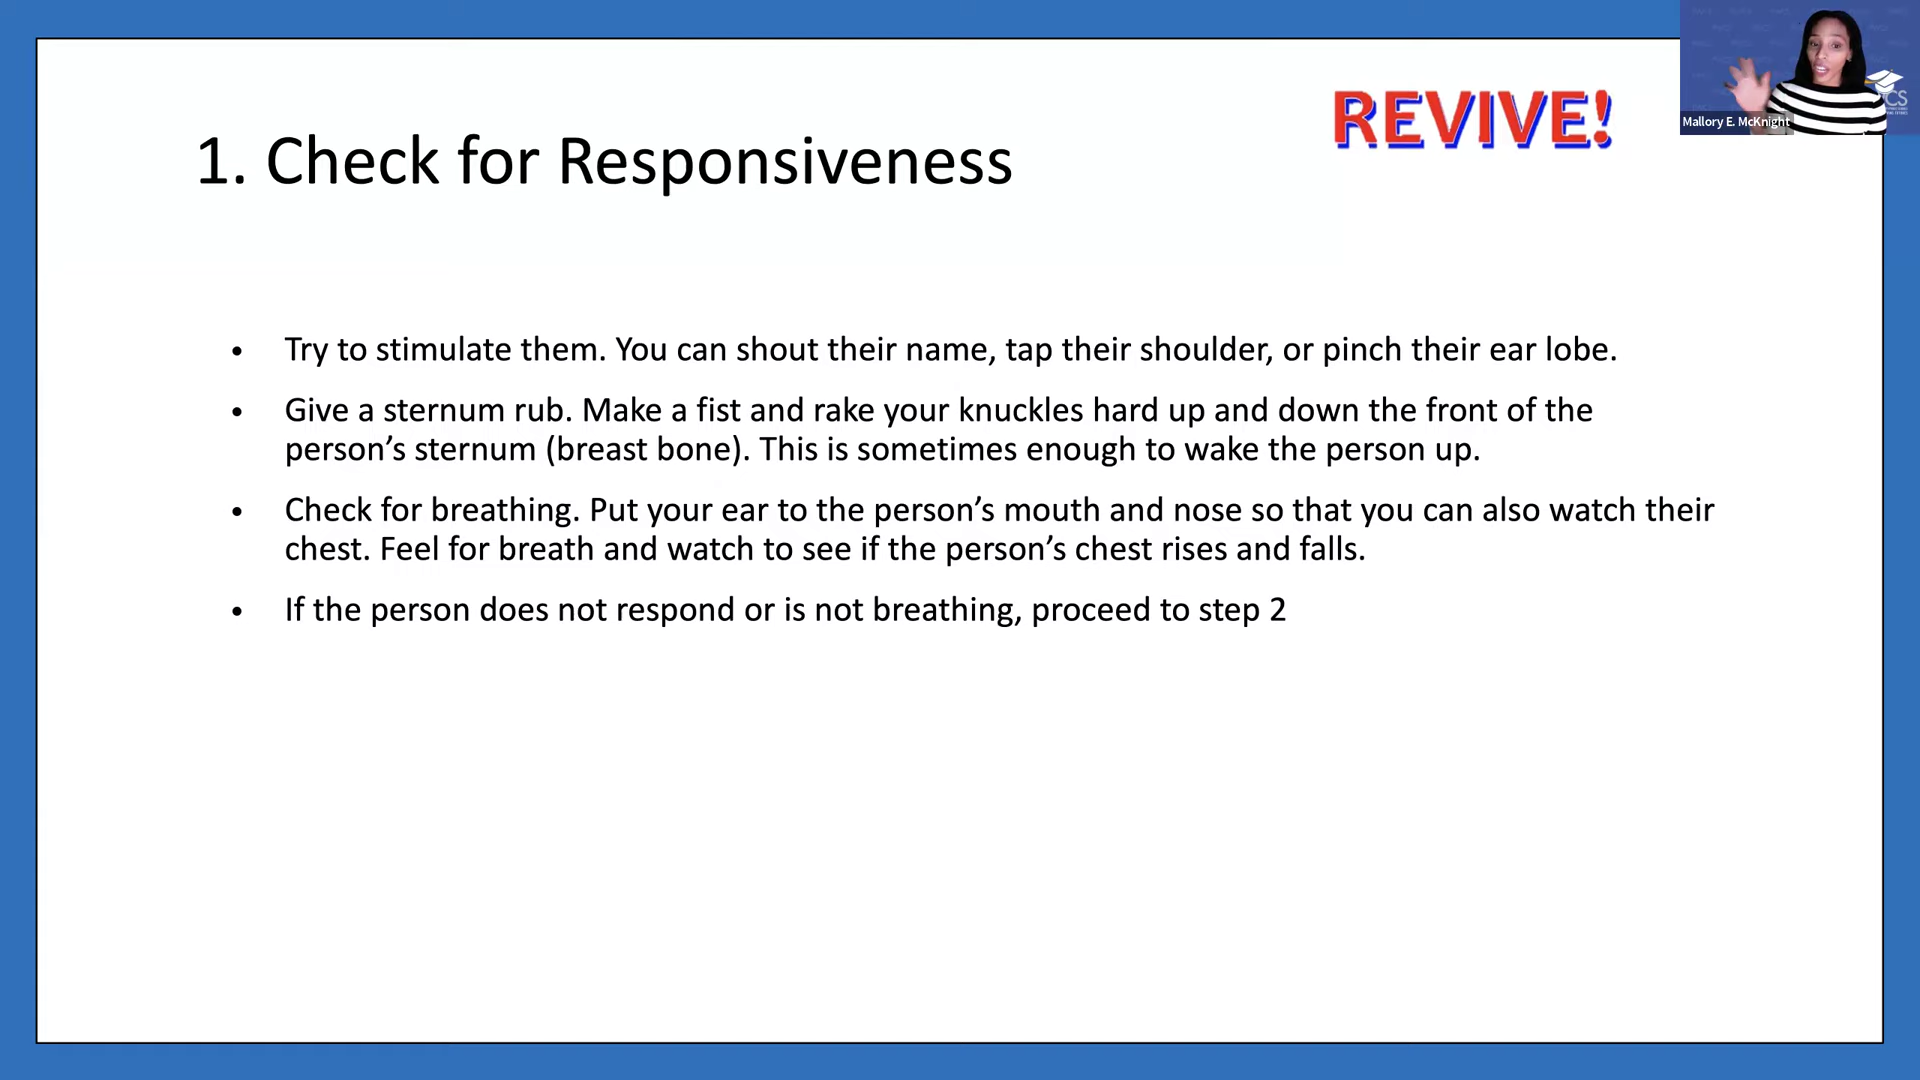 REVIVE!
Mallory E. McKnight
CS
1. Check for Responsiveness
• Try to stimulate them. You can shout their name, tap their shoulder, or pinch their ear lobe.
• Give a sternum rub. Make a fist and rake your knuckles hard up and down the front of the
person’s sternum (breast bone). This is sometimes enough to wake the person up.
• Check for breathing. Put your ear to the person’s mouth and nose so that you can also watch their
chest. Feel for breath and watch to see if the person’s chest rises and falls.
• If the person does not respond or is not breathing, proceed to step 2